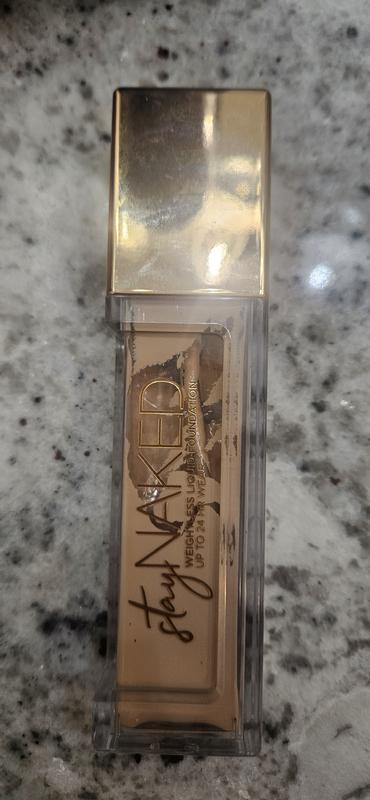 stay NAKED
WEIGHTLESS LIQUID FOUNDATION
UP TO 24 HR WEAR